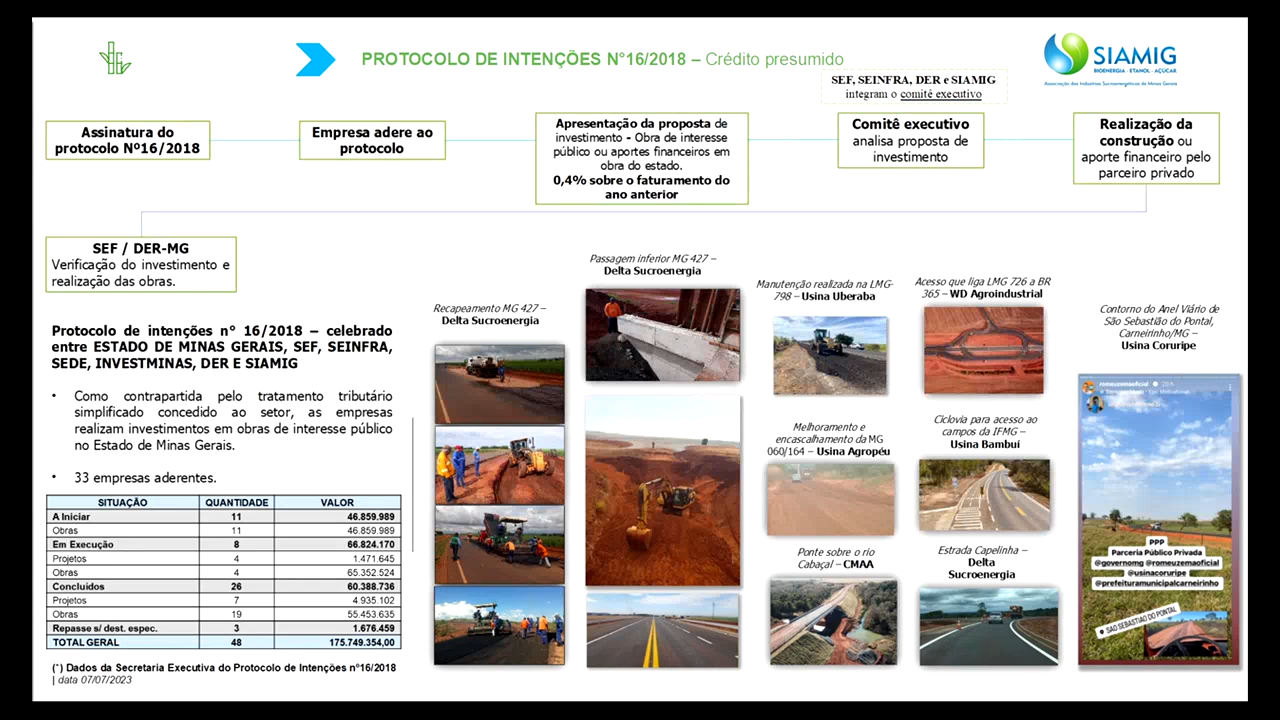 PROTOCOLO DE INTENÇÕES N°16/2018 – Crédito presumido
SIAMIG
BIOENERGIA - ETANOL - AÇÚCAR
Associação das Indústrias Sucroenergéticas de Minas Gerais
SEF, SEINFRA, DER e SIAMIG
integram o comitê executivo
Assinatura do
protocolo Nº16/2018
Empresa adere ao
protocolo
Apresentação da proposta de
investimento - Obra de interesse
público ou aportes financeiros em
obra do estado.
0,4% sobre o faturamento do
ano anterior
Comitê executivo
analisa proposta de
investimento
Realização da
construção ou
aporte financeiro pelo
parceiro privado
SEF / DER-MG
Verificação do investimento e
realização das obras.
Protocolo de intenções n° 16/2018 – celebrado
entre ESTADO DE MINAS GERAIS, SEF, SEINFRA,
SEDE, INVESTMINAS, DER E SIAMIG
• Como contrapartida pelo tratamento tributário
simplificado concedido ao setor, as empresas
realizam investimentos em obras de interesse público
no Estado de Minas Gerais.
• 33 empresas aderentes.
SITUAÇÃO QUANTIDADE VALOR
A Iniciar 11 46.859.989
Obras 11 46.859.989
Em Execução 8 66.824.170
Projetos 4 1.471.645
Obras 4 65.352.524
Concluídos 26 60.388.736
Projetos 7 4.935.102
Obras 19 55.453.635
Repasse s/ dest. espec. 3 1.676.459
TOTAL GERAL 48 175.749.354,00
(*) Dados da Secretaria Executiva do Protocolo de Intenções nº16/2018
| data 07/07/2023
Recapeamento MG 427 –
Delta Sucroenergia
Passagem inferior MG 427 –
Delta Sucroenergia
Manutenção realizada na LMG-
798 – Usina Uberaba
Acesso que liga LMG 726 a BR
365 – WD Agroindustrial
Contorno do Anel Viário de
São Sebastião do Pontal,
Carneirinho/MG –
Usina Coruripe
Melhoramento e
encascalhamento da MG
060/164 – Usina Agropéu
Ciclovia para acesso ao
campos da IFMG –
Usina Bambuí
Ponte sobre o rio
Cabaçal – CMAA
Estrada Capelinha –
Delta
Sucroenergia
romeuzemaoficial 20 h
PPP
Parceria Público Privada
@governomg @romeuzemaoficial
@usinacoruripe
@prefeituramunicipalcarneirinho
SAO SEBASTIAO DO PONTAL